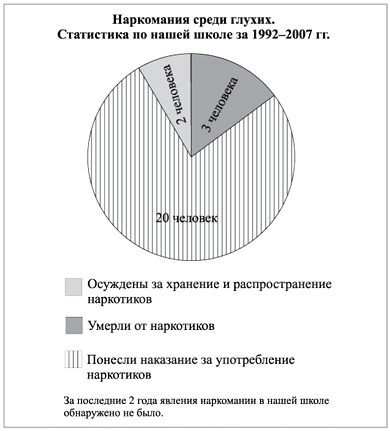 Наркомания среди глухих.
Статистика по нашей школе за 1992–2007 гг.
2 человека
3 человека
20 человек
Осуждены за хранение и распространение
наркотиков
Умерли от наркотиков
Понесли наказание за употребление
наркотиков
За последние 2 года явления наркомании в нашей школе
обнаружено не было.